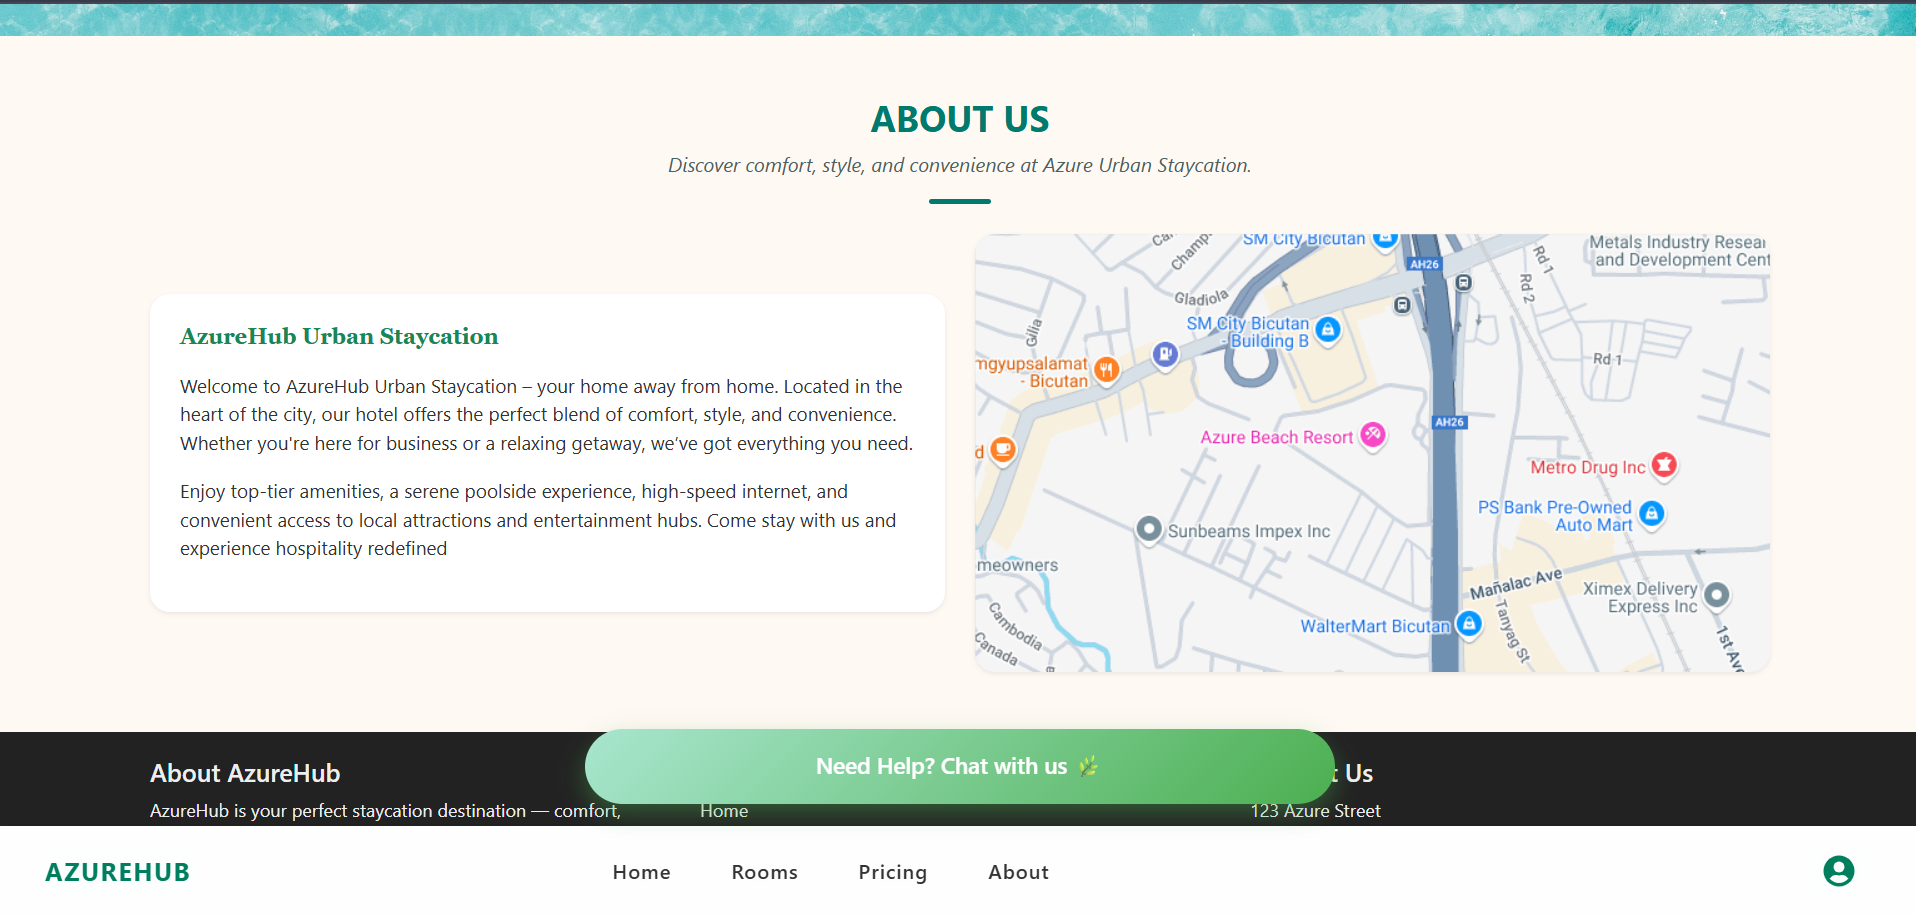 ABOUT US
Discover comfort, style, and convenience at Azure Urban Staycation.
AzureHub Urban Staycation
Welcome to AzureHub Urban Staycation – your home away from home. Located in the
heart of the city, our hotel offers the perfect blend of comfort, style, and convenience.
Whether you're here for business or a relaxing getaway, we’ve got everything you need.
Enjoy top-tier amenities, a serene poolside experience, high-speed internet, and
convenient access to local attractions and entertainment hubs. Come stay with us and
experience hospitality redefined
SM City Bicutan
Champ
Metals Industry Resear
and Development Cent
AH26
Rd 1
Rd 2
Gladiola
Gilia
SM City Bicutan
- Building B
mgyupsalamat
- Bicutan
Rd 1
AH26
Azure Beach Resort
d
Metro Drug Inc
PS Bank Pre-Owned
Auto Mart
Sunbeams Impex Inc
meowners
Mañalac Ave
Ximex Delivery
Express Inc
Cambodia
Canada
WalterMart Bicutan
Tanyag St
1st Ave
About AzureHub
Need Help? Chat with us 🌿
t Us
AzureHub is your perfect staycation destination — comfort,
Home
123 Azure Street
AZUREHUB
Home
Rooms
Pricing
About